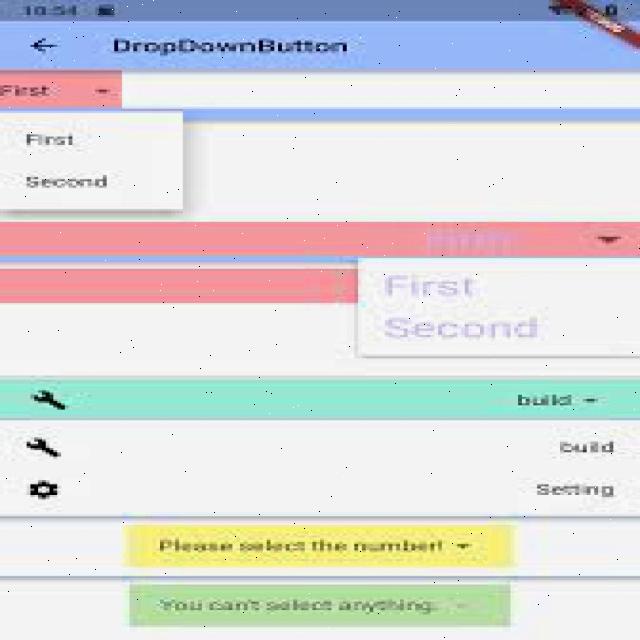 10:54
DropDownButton
First
First
Second
First
Second
build
build
Setting
Please select the number!
You can't select anything.